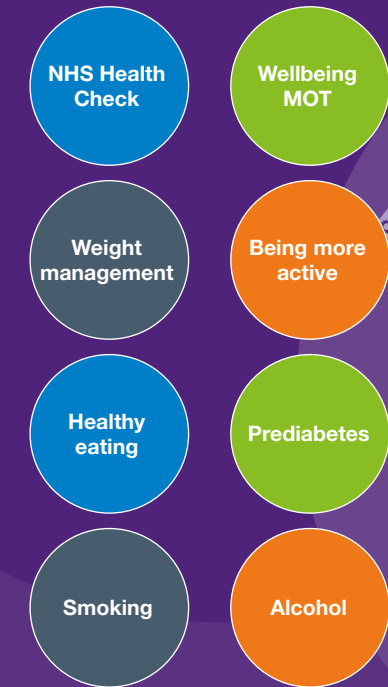 NHS Health
Check
Wellbeing
MOT
Weight
management
Being more
active
Healthy
eating
Prediabetes
Smoking
Alcohol